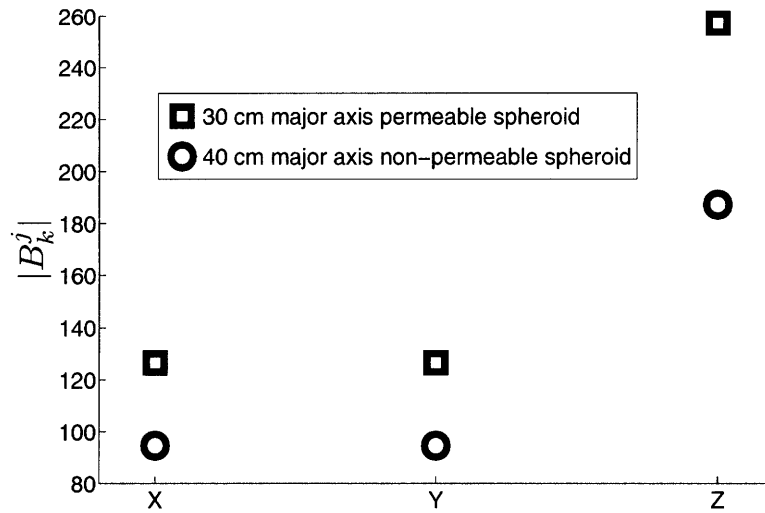 260
240
220
200
180
160
140
120
100
80
|B_k^j|
30 cm major axis permeable spheroid
40 cm major axis non-permeable spheroid
X Y Z